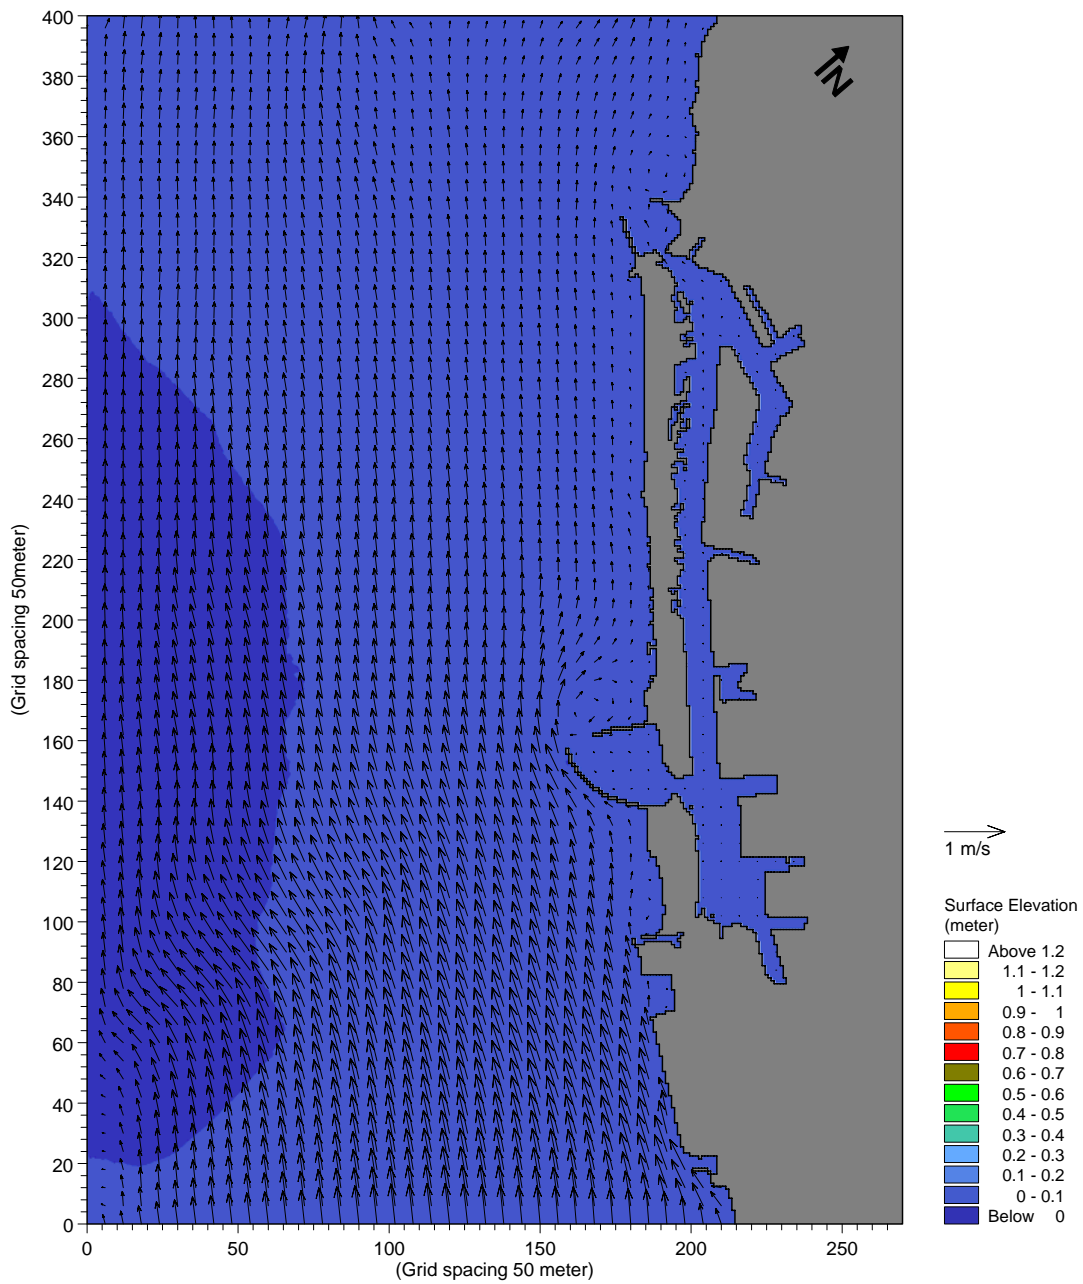 400
380
360
340
320
300
280
260
240
220
200
180
160
140
120
100
80
60
40
20
0
(Grid spacing 50meter)
0 50 100 150 200 250
(Grid spacing 50 meter)
N
1 m/s
Surface Elevation
(meter)
Above 1.2
1.1 - 1.2
1 - 1.1
0.9 - 1
0.8 - 0.9
0.7 - 0.8
0.6 - 0.7
0.5 - 0.6
0.4 - 0.5
0.3 - 0.4
0.2 - 0.3
0.1 - 0.2
0 - 0.1
Below 0